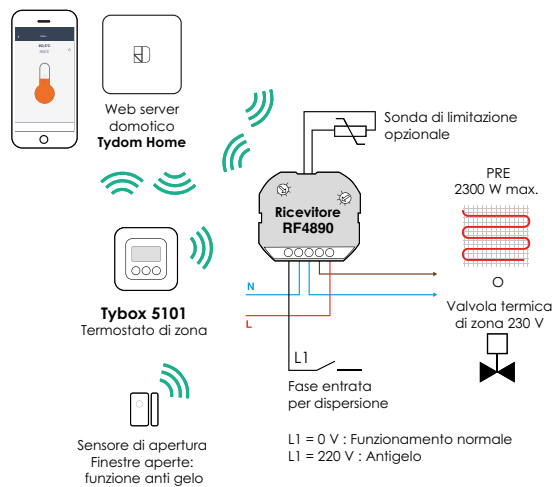 Web server
domotico
Tydom Home
Sonda di limitazione
opzionale
Ricevitore
RF4890
PRE
2300 W max.
O
Valvola termica
di zona 230 V
Tybox 5101
Termostato di zona
N
L
L1
Fase entrata
per dispersione
L1 = 0 V : Funzionamento normale
L1 = 220 V : Antigelo
Sensore di apertura
Finestre aperte:
funzione anti gelo